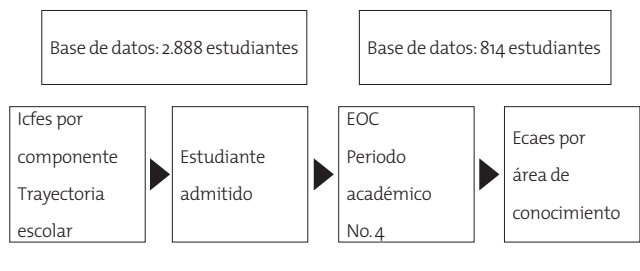 Base de datos: 2.888 estudiantes
Base de datos: 814 estudiantes
Icfes por
componente
Trayectoria
escolar
Estudiante
admitido
EOC
Periodo
académico
No. 4
Ecaes por
área de
conocimiento